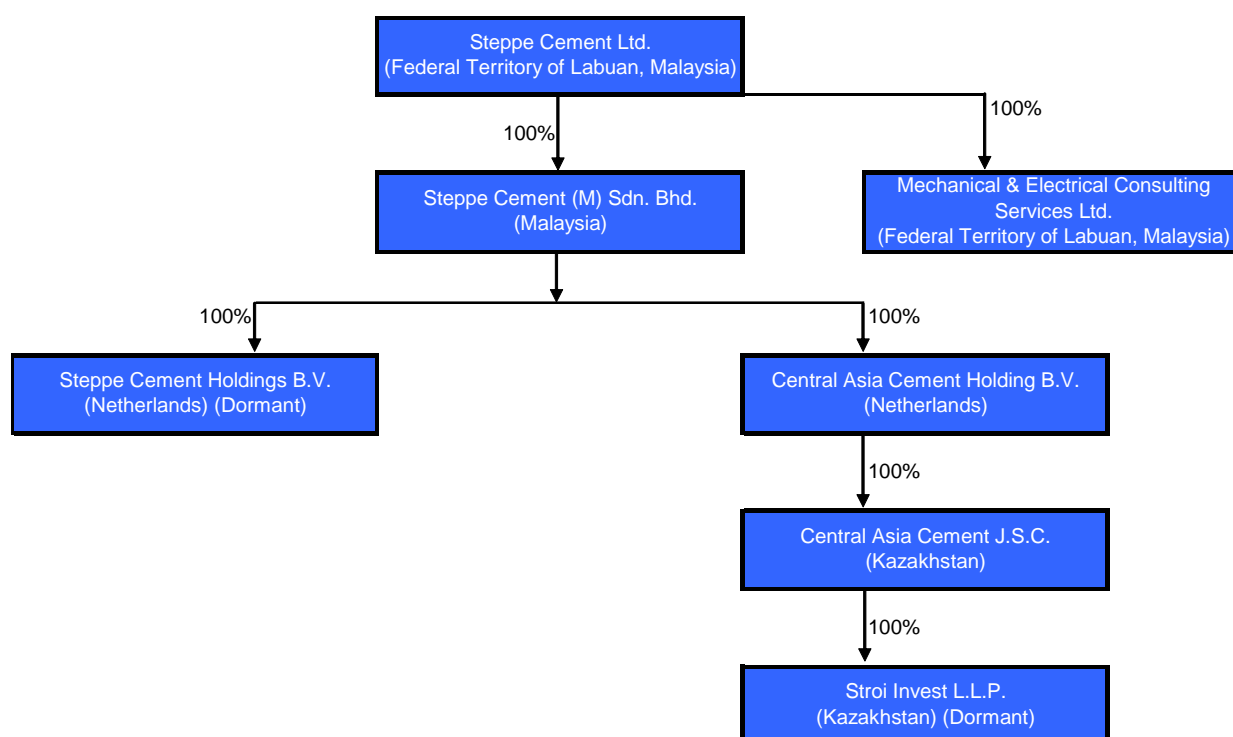 Steppe Cement Ltd.
(Federal Territory of Labuan, Malaysia)
100%
100%
Steppe Cement (M) Sdn. Bhd.
(Malaysia)
Mechanical & Electrical Consulting
Services Ltd.
(Federal Territory of Labuan, Malaysia)
100%
100%
Steppe Cement Holdings B.V.
(Netherlands) (Dormant)
Central Asia Cement Holding B.V.
(Netherlands)
100%
Central Asia Cement J.S.C.
(Kazakhstan)
100%
Stroi Invest L.L.P.
(Kazakhstan) (Dormant)